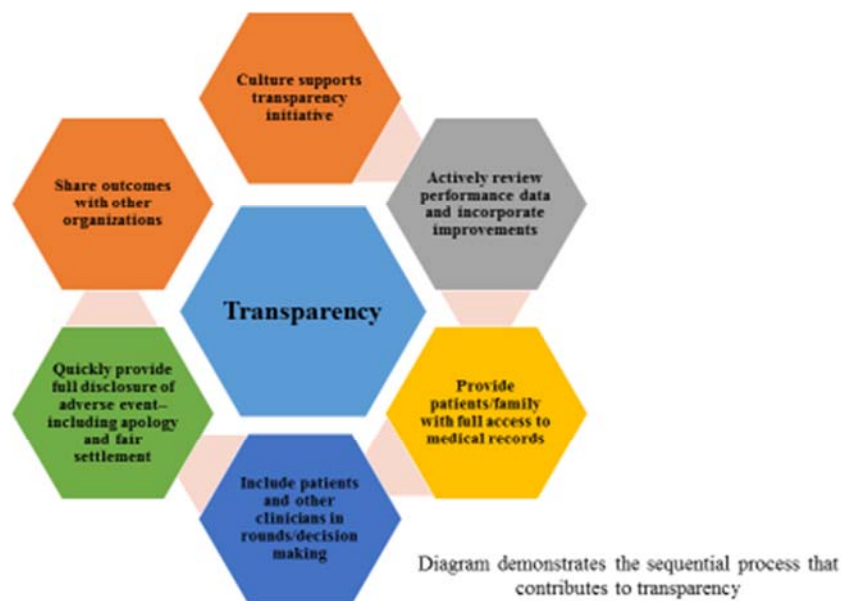 Culture supports
transparency
initiative
Actively review
performance data
and incorporate
improvements
Provide
patients/family
with full access to
medical records
Include patients
and other
clinicians in
rounds/decision
making
Quickly provide
full disclosure of
adverse event–
including apology
and fair
settlement
Share outcomes
with other
organizations
Transparency
Diagram demonstrates the sequential process that
contributes to transparency